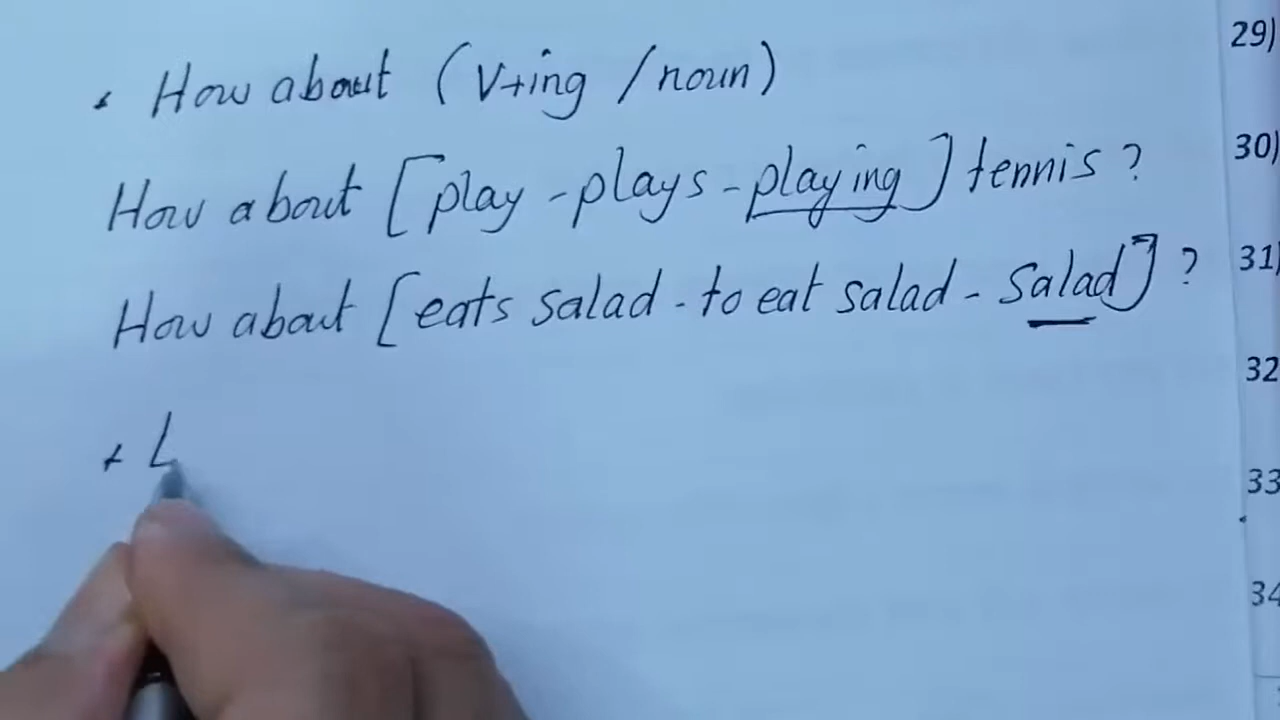 • How about (V+ing / noun)
How about [play - plays - playing] tennis?
How about [eats salad - to eat salad - salad] ?
+ L
29)
30)
31)
32
33
34